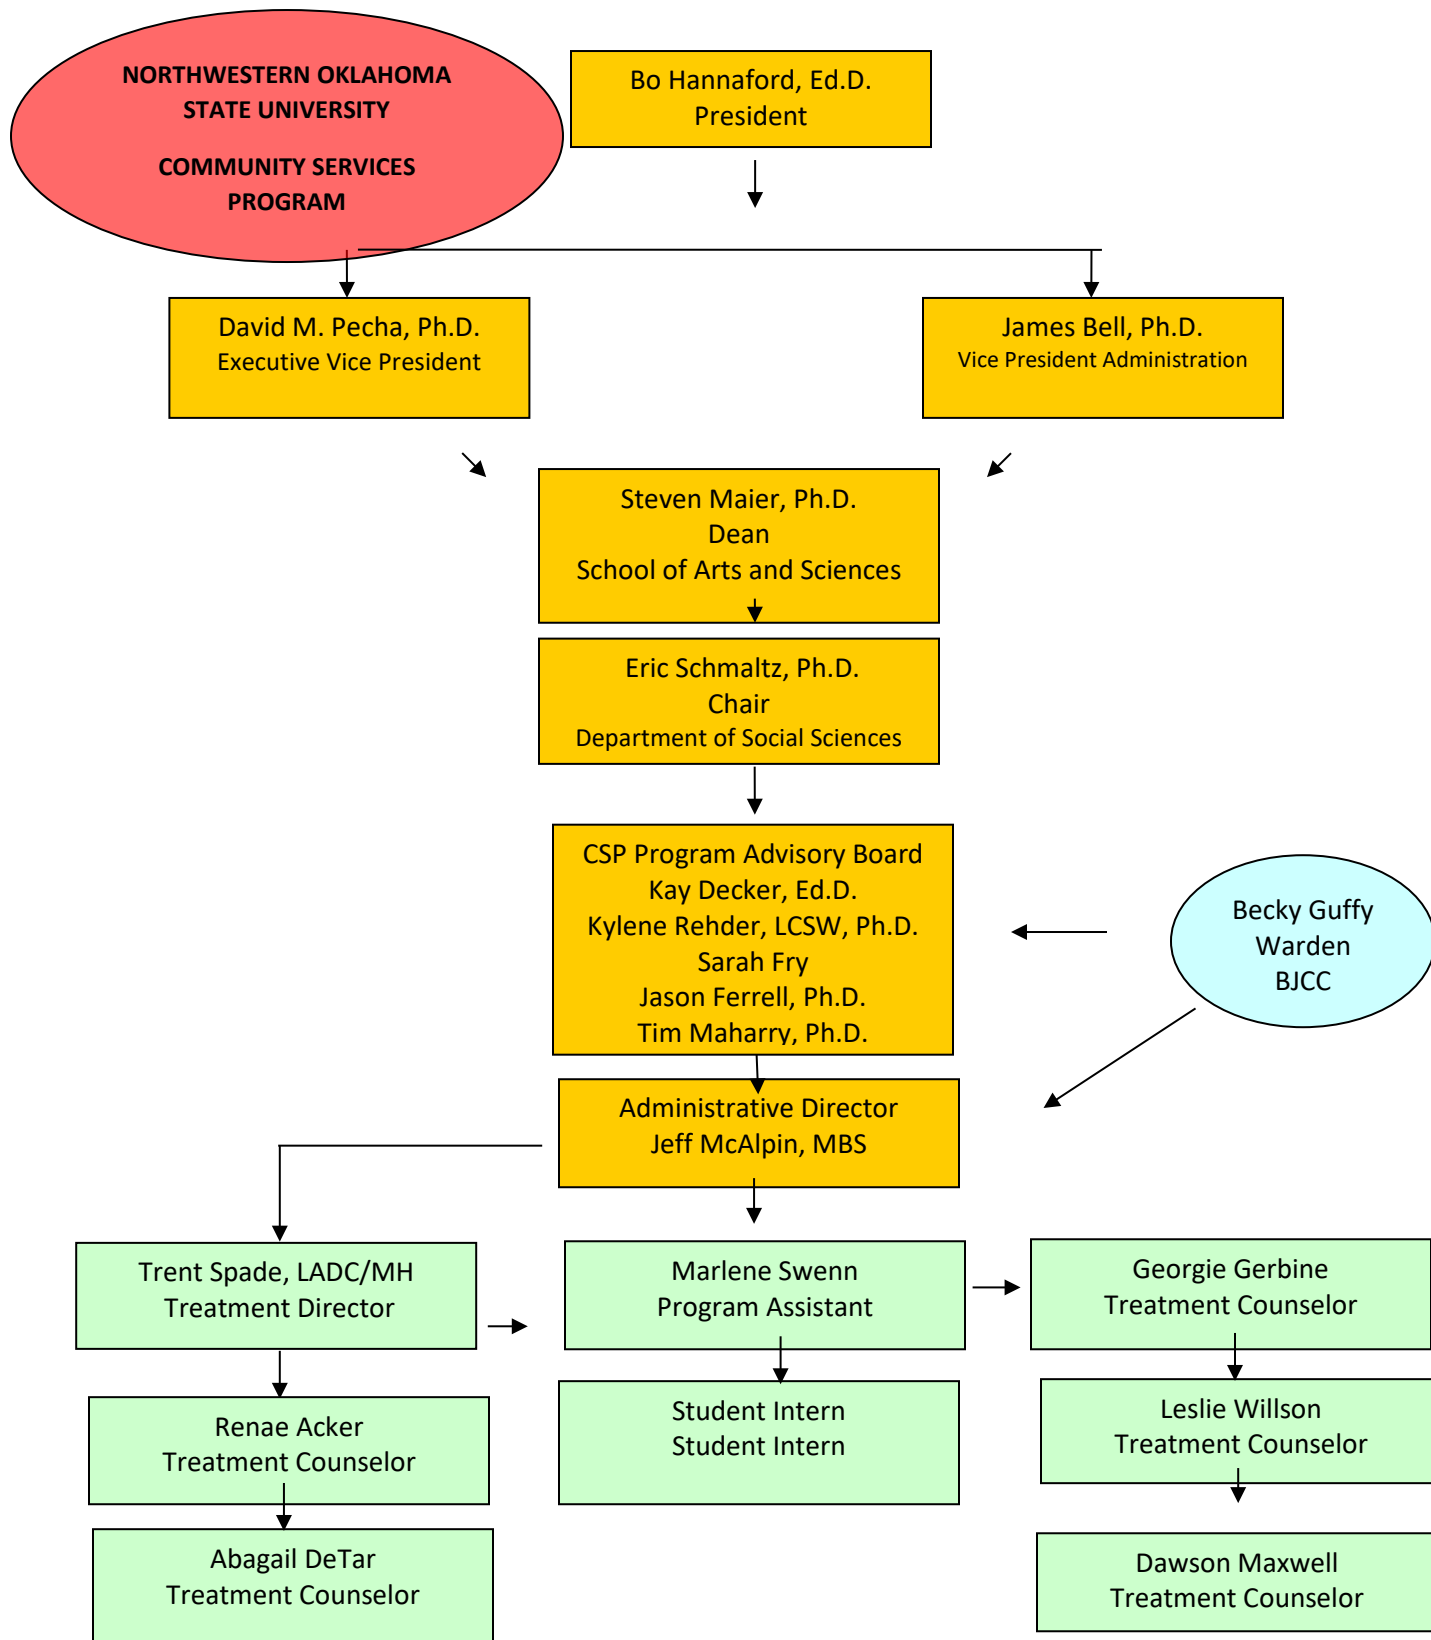 NORTHWESTERN OKLAHOMA
STATE UNIVERSITY
COMMUNITY SERVICES
PROGRAM
Bo Hannaford, Ed.D.
President
David M. Pecha, Ph.D.
Executive Vice President
James Bell, Ph.D.
Vice President Administration
Steven Maier, Ph.D.
Dean
School of Arts and Sciences
Eric Schmaltz, Ph.D.
Chair
Department of Social Sciences
CSP Program Advisory Board
Kay Decker, Ed.D.
Kylene Rehder, LCSW, Ph.D.
Sarah Fry
Jason Ferrell, Ph.D.
Tim Maharry, Ph.D.
Becky Guffy
Warden
BJCC
Administrative Director
Jeff McAlpin, MBS
Trent Spade, LADC/MH
Treatment Director
Marlene Swenn
Program Assistant
Georgie Gerbine
Treatment Counselor
Renae Acker
Treatment Counselor
Student Intern
Student Intern
Leslie Willson
Treatment Counselor
Abagail DeTar
Treatment Counselor
Dawson Maxwell
Treatment Counselor